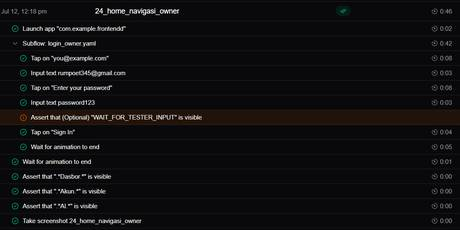 Jul 12, 12:18 pm 24_home_navigasi_owner 0:46
Launch app "com.example.frontendd" 0:02
Subflow: login_owner.yaml 0:42
Tap on "you@example.com" 0:08
Input text rumpoet345@gmail.com 0:03
Tap on "Enter your password" 0:08
Input text password123 0:03
Assert that (Optional) "WAIT_FOR_TESTER_INPUT" is visible
Tap on "Sign In" 0:04
Wait for animation to end 0:05
Wait for animation to end 0:01
Assert that ".*Dasbor.*" is visible 0:00
Assert that ".*Akun.*" is visible 0:00
Assert that ".*AI.*" is visible 0:00
Take screenshot 24_home_navigasi_owner 0:00